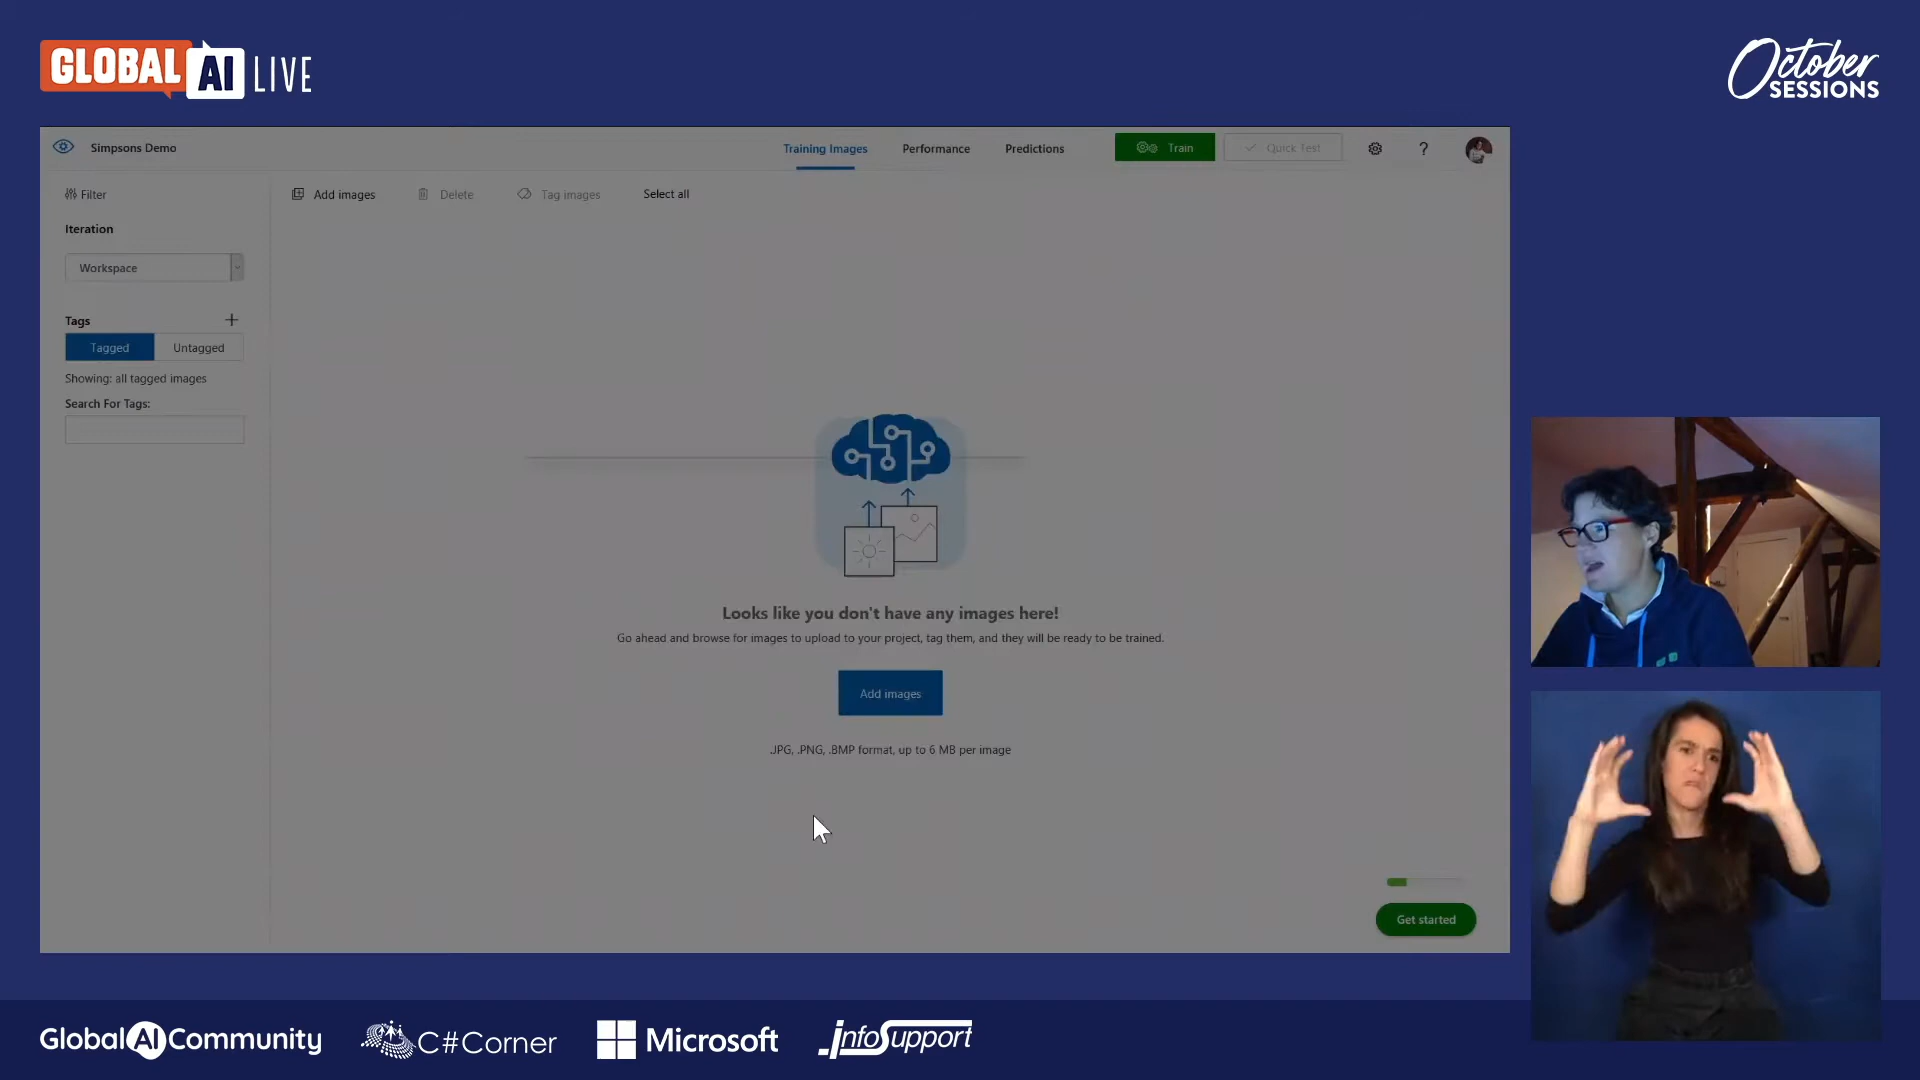 GLOBAL AI LIVE
October
SESSIONS
Simpsons Demo
Training Images
Performance
Predictions
Train
Quick Test
?
Filter
Add images
Delete
Tag images
Select all
Iteration
Workspace
Tags
+
Tagged
Untagged
Showing: all tagged images
Search For Tags:
Looks like you don't have any images here!
Go ahead and browse for images to upload to your project, tag them, and they will be ready to be trained.
Add images
.JPG, .PNG, .BMP format, up to 6 MB per image
Get started
Global AI Community
C#Corner
Microsoft
infoSupport